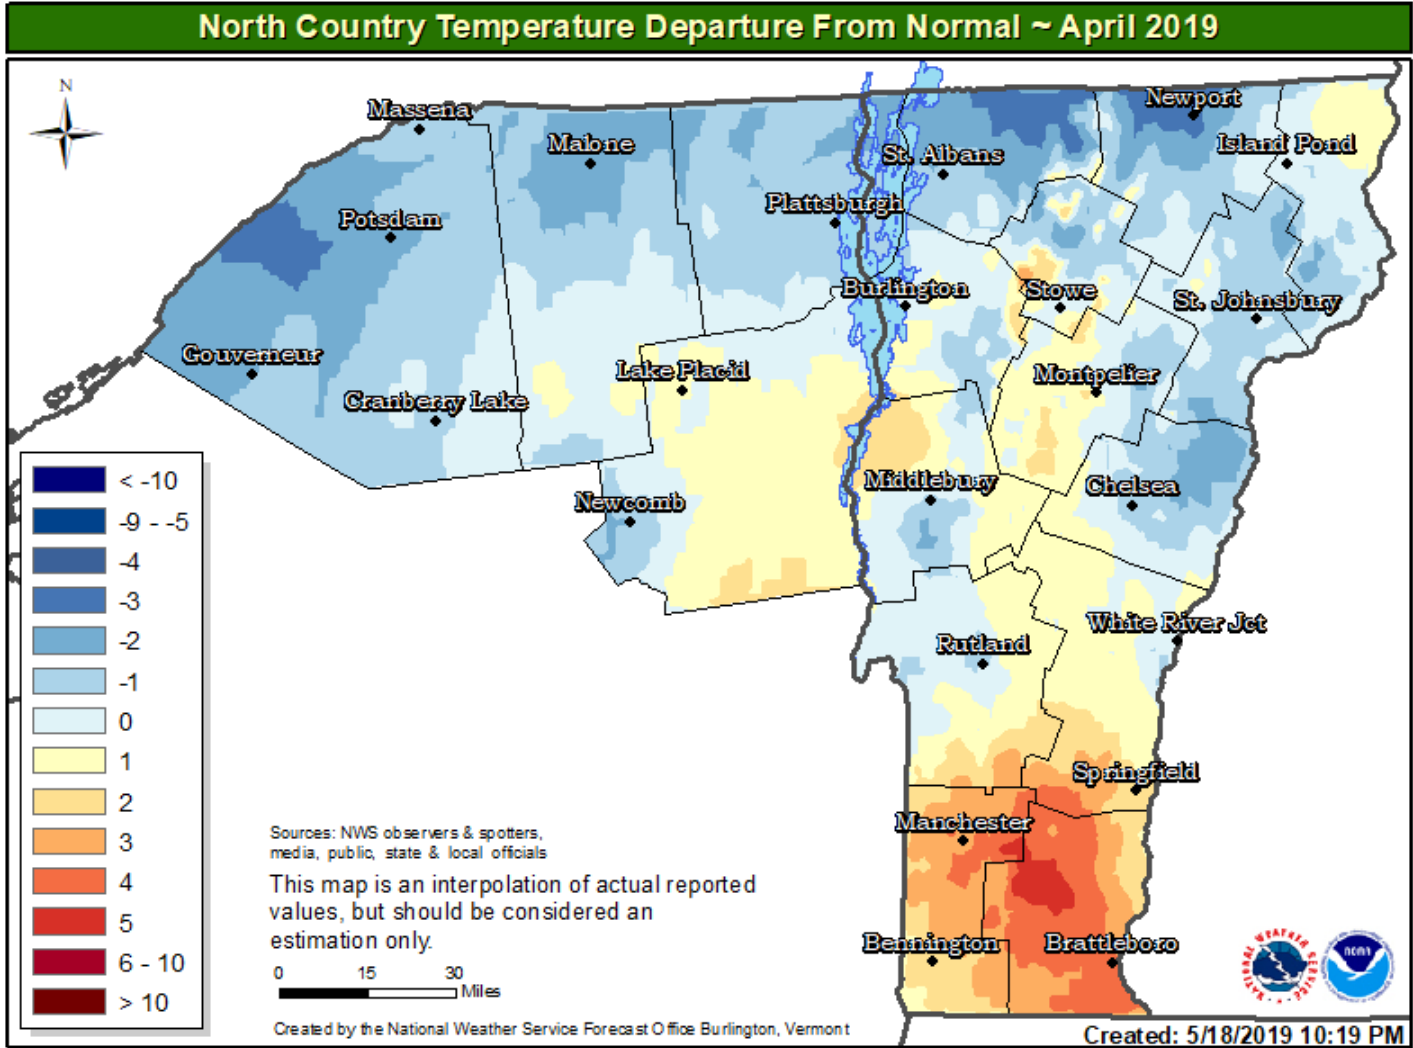 North Country Temperature Departure From Normal ~ April 2019
N
Massena
Malone
Newport
Island Pond
St. Albans
Potsdam
Plattsburgh
Burlington
Stowe
St. Johnsbury
Gouverneur
Cranberry Lake
Lake Placid
Montpelier
Newcomb
Middlebury
Chelsea
Rutland
White River Jct
Springfield
Manchester
Bennington
Brattleboro
< -10
-9 - -5
-4
-3
-2
-1
0
1
2
3
4
5
6 - 10
> 10
Sources: NWS observers & spotters,
media, public, state & local officials
This map is an interpolation of actual reported
values, but should be considered an
estimation only.
0 15 30
Miles
Created by the National Weather Service Forecast Office Burlington, Vermont
NATIONAL WEATHER SERVICE
noaa
Created: 5/18/2019 10:19 PM